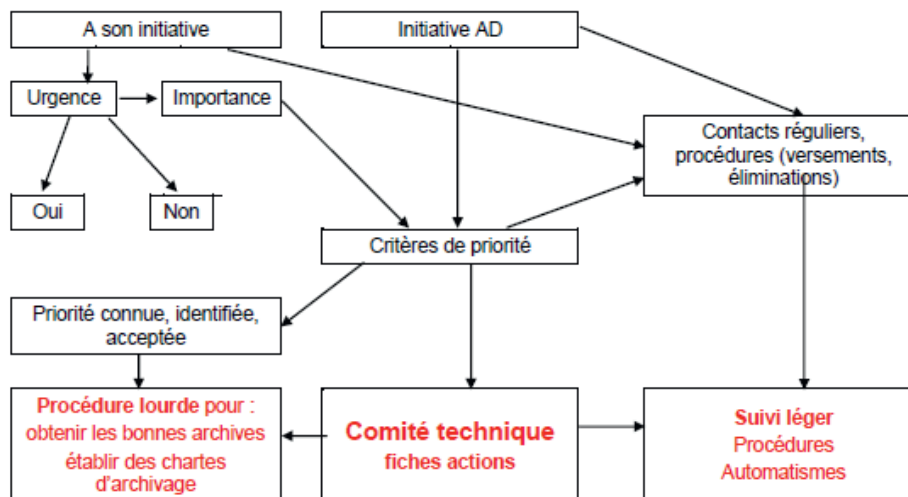 A son initiative
Initiative AD
Urgence
Importance
Contacts réguliers,
procédures (versements,
éliminations)
Oui
Non
Critères de priorité
Priorité connue, identifiée,
acceptée
Procédure lourde pour :
obtenir les bonnes archives
établir des chartes
d'archivage
Comité technique
fiches actions
Suivi léger
Procédures
Automatismes